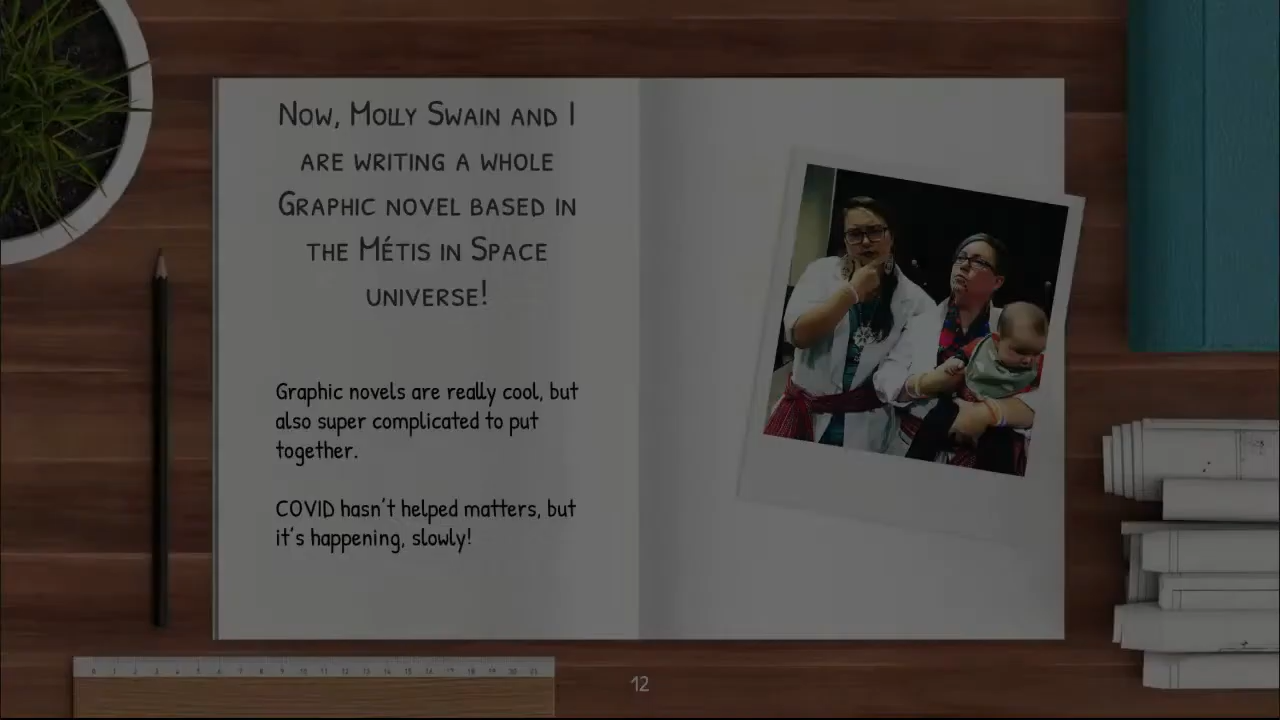 Now, Molly Swain and I
are writing a whole
Graphic novel based in
the Métis in Space
universe!
Graphic novels are really cool, but
also super complicated to put
together.
COVID hasn't helped matters, but
it's happening, slowly!
12